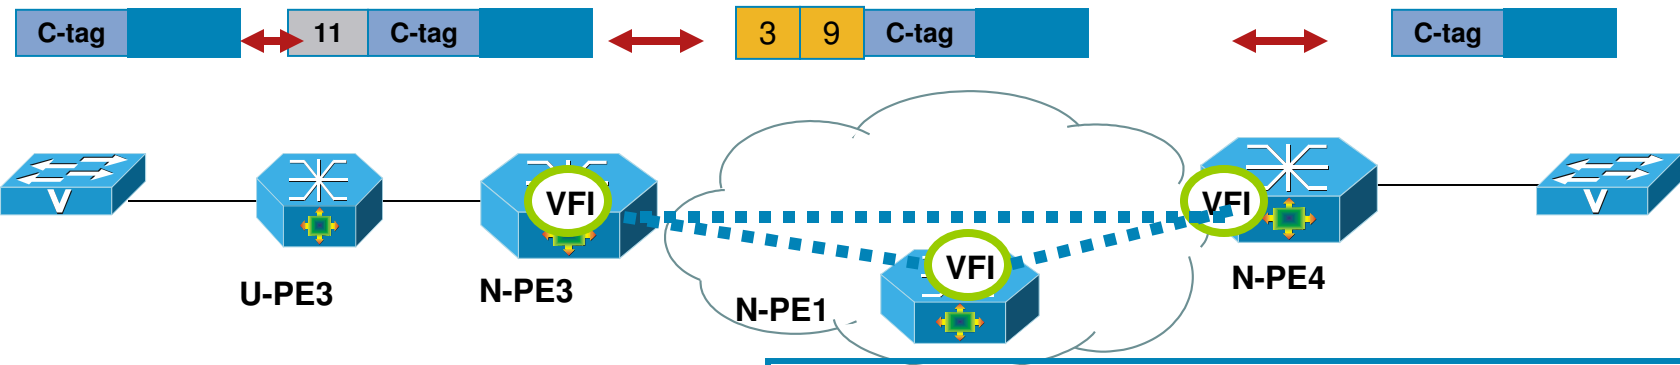 C-tag 11 C-tag 3 9 C-tag C-tag
V VFI VFI V
VFI
U-PE3 N-PE3 N-PE1 N-PE4